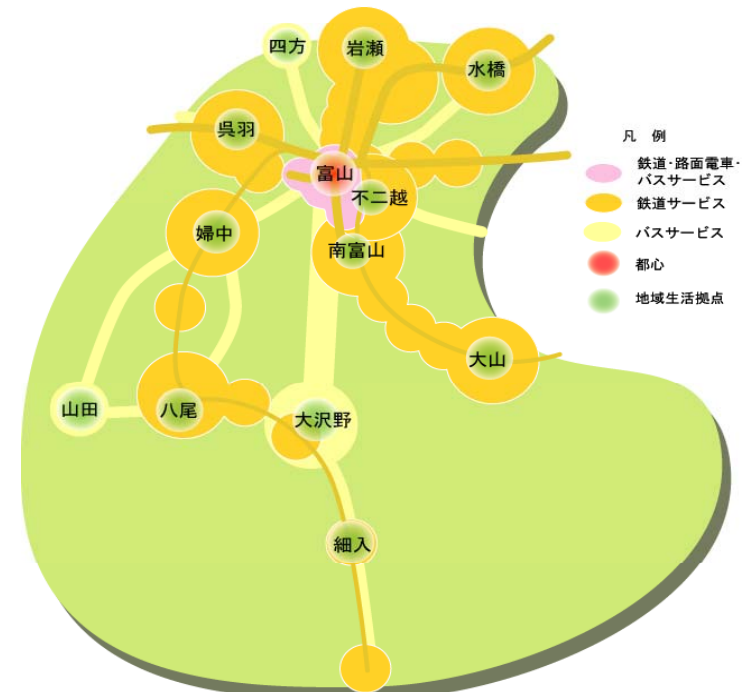 四方
岩瀬
水橋
呉羽
富山
不二越
婦中
南富山
大山
山田
八尾
大沢野
細入
凡 例
鉄道・路面電車・
バスサービス
鉄道サービス
バスサービス
都心
地域生活拠点